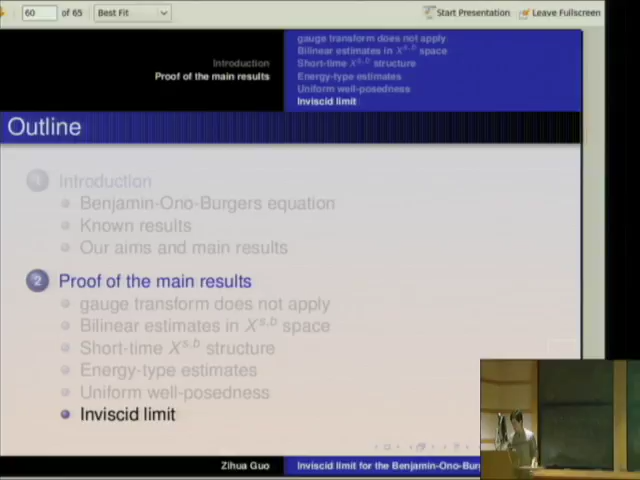 60 of 65 Best Fit Start Presentation Leave Fullscreen
Introduction
Proof of the main results
gauge transform does not apply
Bilinear estimates in X^{s,b} space
Short-time X^{s,b} structure
Energy-type estimates
Uniform well-posedness
Inviscid limit
Outline
1 Introduction
Benjamin-Ono-Burgers equation
Known results
Our aims and main results
2 Proof of the main results
gauge transform does not apply
Bilinear estimates in X^{s,b} space
Short-time X^{s,b} structure
Energy-type estimates
Uniform well-posedness
Inviscid limit
Zihua Guo Inviscid limit for the Benjamin-Ono-Bur